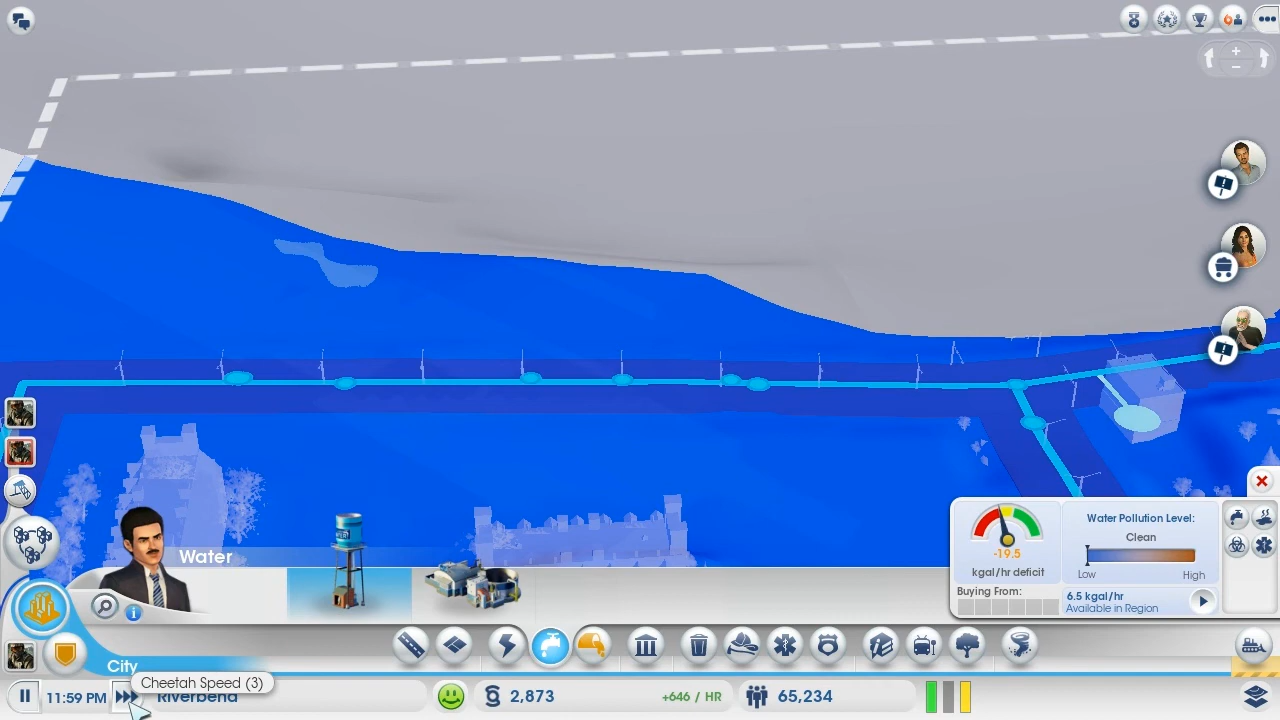 Water
-19.5
kgal/hr deficit
Buying From:
Water Pollution Level:
Clean
Low
High
6.5 kgal/hr
Available in Region
City
Cheetah Speed (3)
11:59 PM
Riverbend
2,873
+646 / HR
65,234